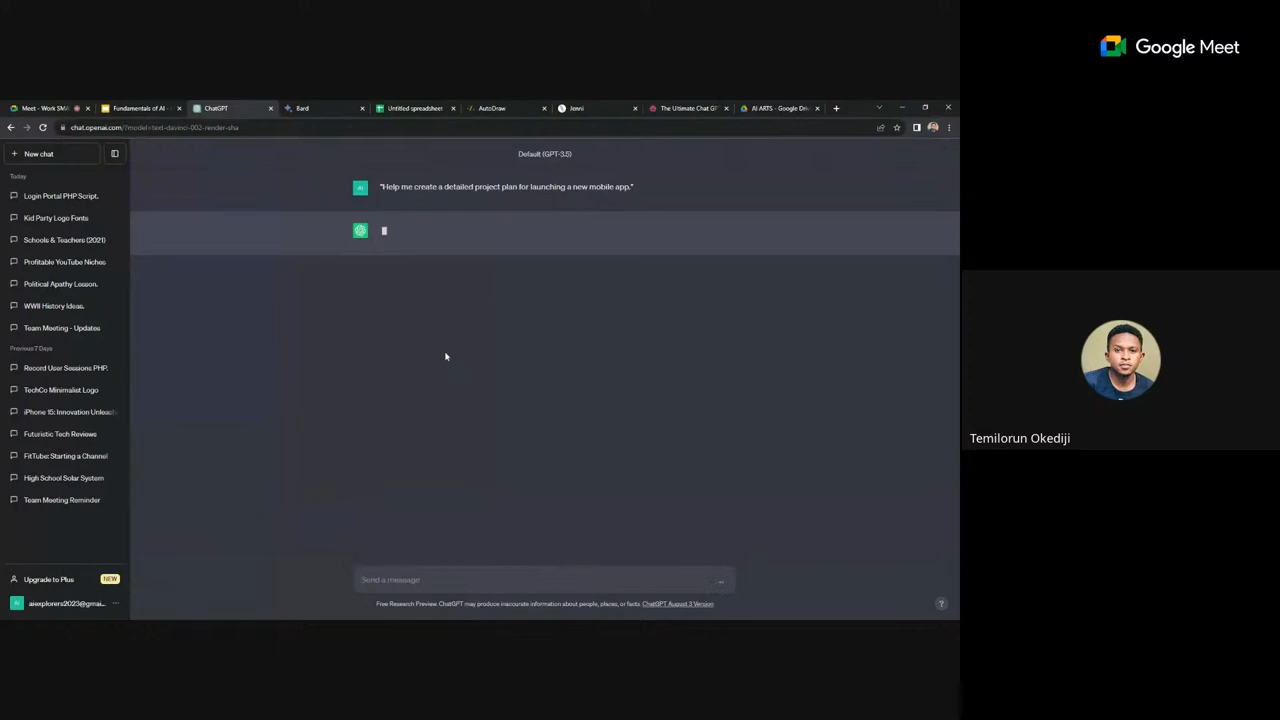 Google Meet
Meet - Work SMA
Fundamentals of AI -
ChatGPT
Bard
Untitled spreadsheet
AutoDraw
Jenni
The Ultimate Chat GP
AI ARTS - Google Driv
chat.openai.com/?model=text-davinci-002-render-sha
New chat
Default (GPT-3.5)
Today
Login Portal PHP Script.
Kid Party Logo Fonts
Schools & Teachers (2021)
Profitable YouTube Niches
Political Apathy Lesson.
WWII History Ideas.
Team Meeting - Updates
Previous 7 Days
Record User Sessions PHP.
TechCo Minimalist Logo
iPhone 15: Innovation Unleash
Futuristic Tech Reviews
FitTube: Starting a Channel
High School Solar System
Team Meeting Reminder
Upgrade to Plus
NEW
aiexplorers2023@gmai...
AI
"Help me create a detailed project plan for launching a new mobile app."
Send a message
Free Research Preview. ChatGPT may produce inaccurate information about people, places, or facts. ChatGPT August 3 Version
?
Temilorun Okediji